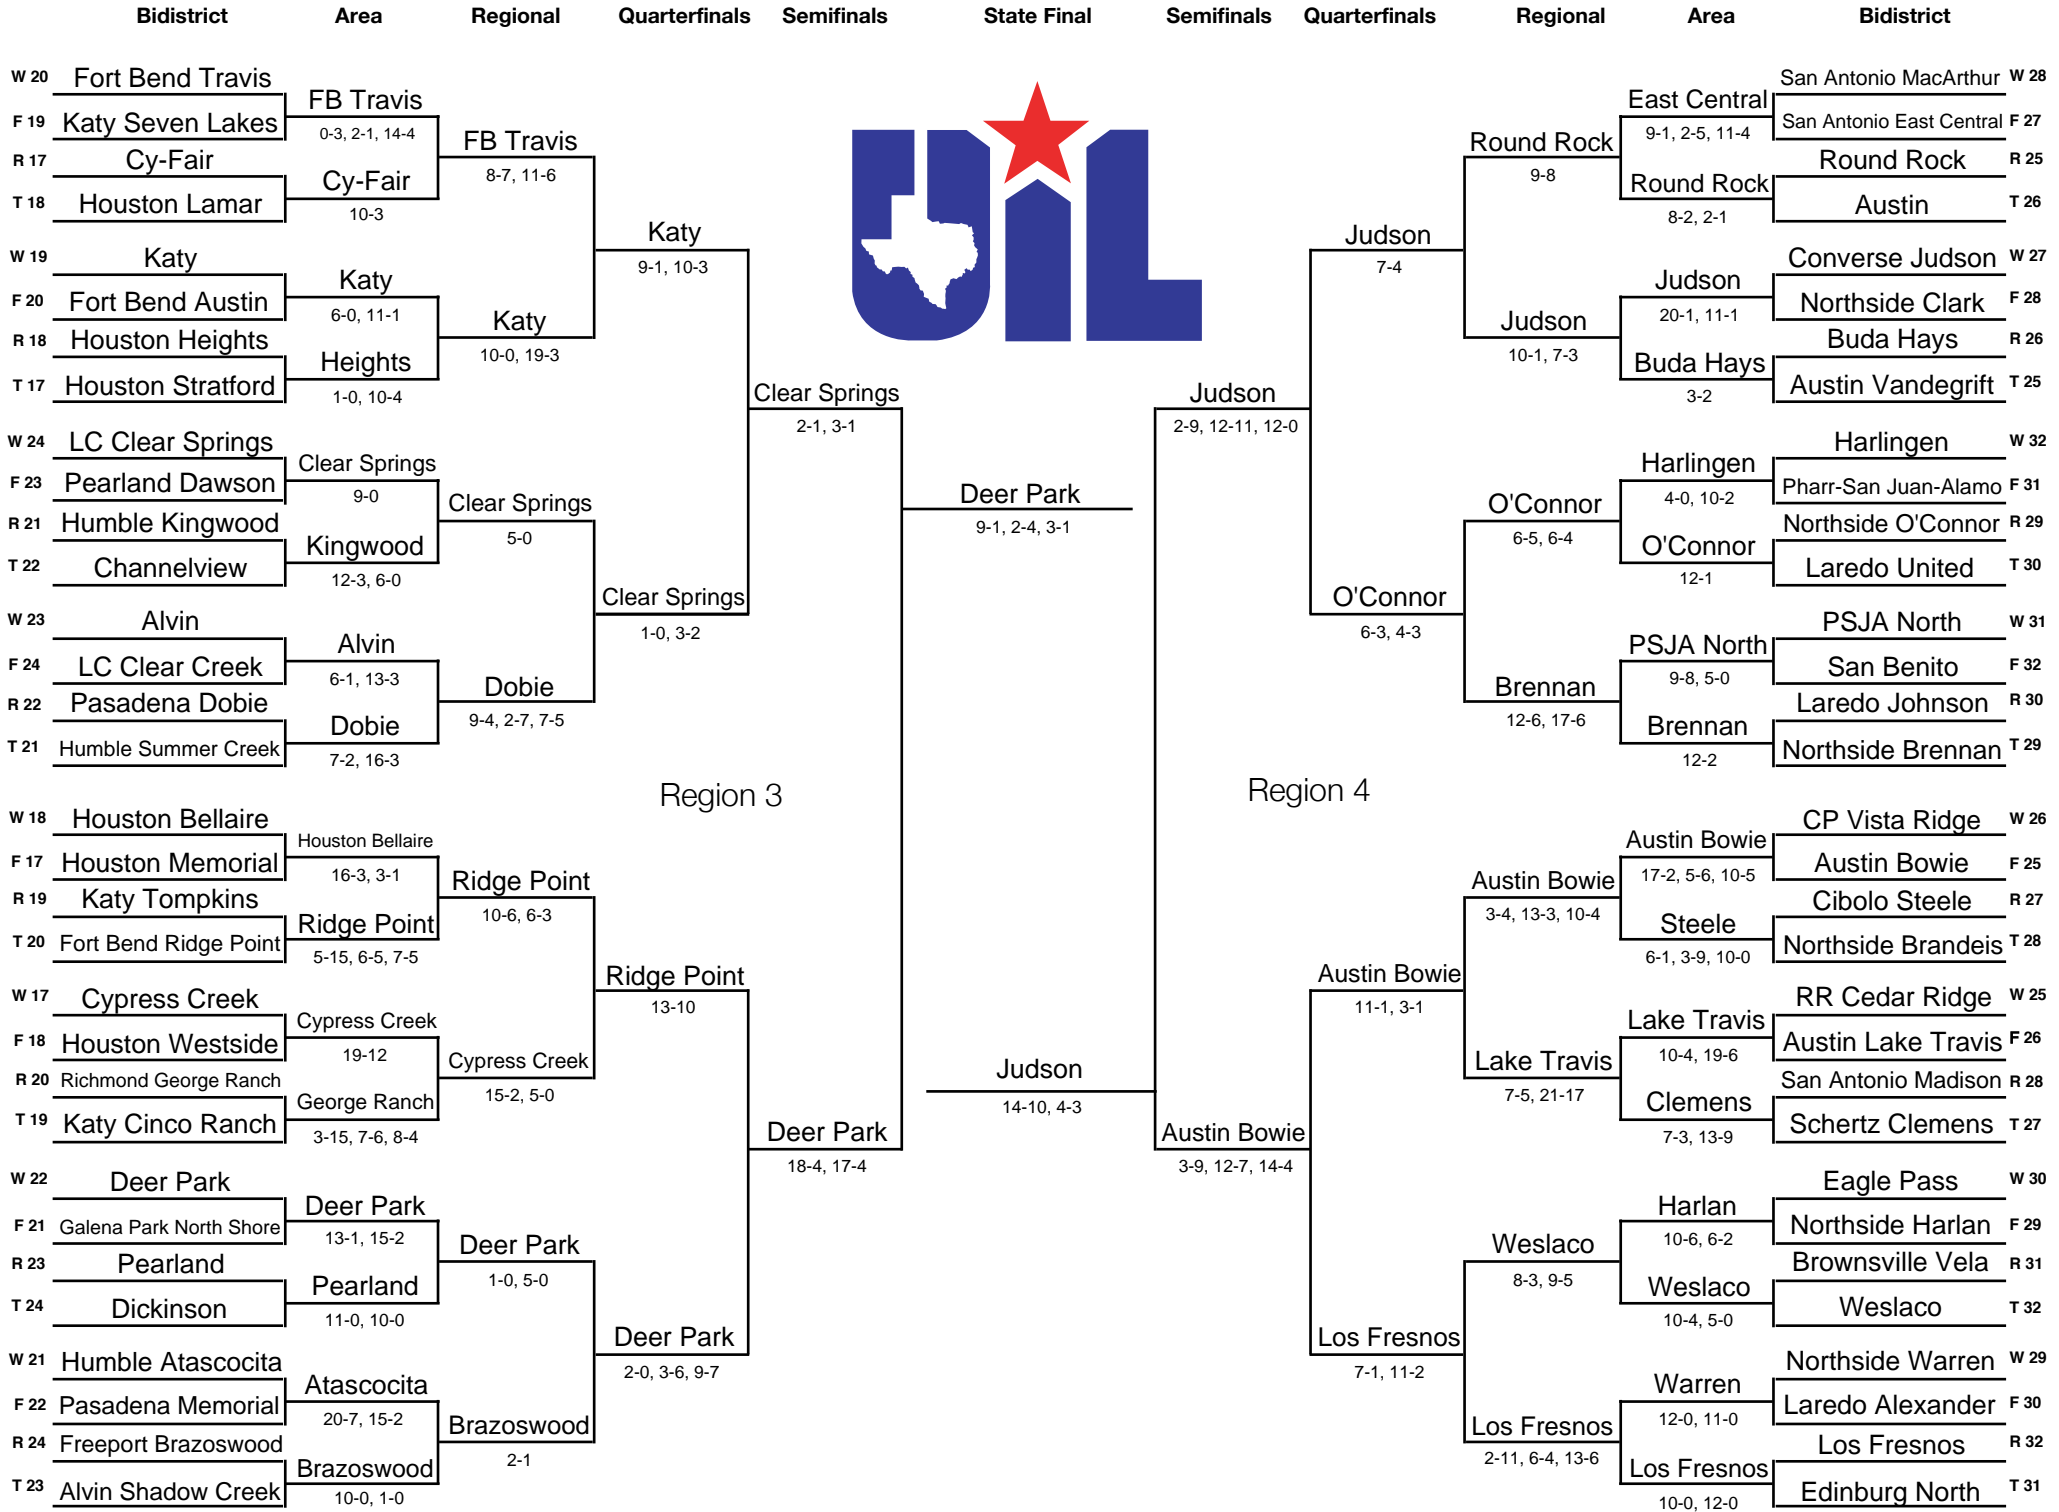 Bidistrict Area Regional Quarterfinals Semifinals State Final Semifinals Quarterfinals Regional Area Bidistrict
W 20 Fort Bend Travis
FB Travis
F 19 Katy Seven Lakes
0-3, 2-1, 14-4
FB Travis
8-7, 11-6
R 17 Cy-Fair
Cy-Fair
T 18 Houston Lamar
10-3
Katy
9-1, 10-3
W 19 Katy
Katy
F 20 Fort Bend Austin
6-0, 11-1
Katy
10-0, 19-3
R 18 Houston Heights
Heights
T 17 Houston Stratford
1-0, 10-4
Clear Springs
2-1, 3-1
W 24 LC Clear Springs
Clear Springs
F 23 Pearland Dawson
9-0
Clear Springs
5-0
R 21 Humble Kingwood
Kingwood
T 22 Channelview
12-3, 6-0
Clear Springs
1-0, 3-2
W 23 Alvin
Alvin
F 24 LC Clear Creek
6-1, 13-3
Dobie
9-4, 2-7, 7-5
R 22 Pasadena Dobie
Dobie
T 21 Humble Summer Creek
7-2, 16-3
Deer Park
9-1, 2-4, 3-1
Region 3
W 18 Houston Bellaire
Houston Bellaire
F 17 Houston Memorial
16-3, 3-1
Ridge Point
10-6, 6-3
R 19 Katy Tompkins
Ridge Point
T 20 Fort Bend Ridge Point
5-15, 6-5, 7-5
Ridge Point
13-10
W 17 Cypress Creek
Cypress Creek
F 18 Houston Westside
19-12
Cypress Creek
15-2, 5-0
R 20 Richmond George Ranch
George Ranch
T 19 Katy Cinco Ranch
3-15, 7-6, 8-4
Deer Park
18-4, 17-4
W 22 Deer Park
Deer Park
F 21 Galena Park North Shore
13-1, 15-2
Deer Park
1-0, 5-0
R 23 Pearland
Pearland
T 24 Dickinson
11-0, 10-0
Deer Park
2-0, 3-6, 9-7
W 21 Humble Atascocita
Atascocita
F 22 Pasadena Memorial
20-7, 15-2
Brazoswood
2-1
R 24 Freeport Brazoswood
Brazoswood
T 23 Alvin Shadow Creek
10-0, 1-0
UIL
San Antonio MacArthur W 28
East Central
San Antonio East Central F 27
9-1, 2-5, 11-4
Round Rock
9-8
Round Rock R 25
Round Rock
Austin T 26
8-2, 2-1
Judson
7-4
Converse Judson W 27
Judson
Northside Clark F 28
20-1, 11-1
Judson
10-1, 7-3
Buda Hays R 26
Buda Hays
Austin Vandegrift T 25
3-2
Judson
2-9, 12-11, 12-0
Harlingen W 32
Harlingen
Pharr-San Juan-Alamo F 31
4-0, 10-2
O'Connor
6-5, 6-4
Northside O'Connor R 29
O'Connor
Laredo United T 30
12-1
O'Connor
6-3, 4-3
PSJA North W 31
PSJA North
San Benito F 32
9-8, 5-0
Brennan
12-6, 17-6
Laredo Johnson R 30
Brennan
Northside Brennan T 29
12-2
Region 4
Judson
14-10, 4-3
CP Vista Ridge W 26
Austin Bowie
Austin Bowie F 25
17-2, 5-6, 10-5
Austin Bowie
3-4, 13-3, 10-4
Cibolo Steele R 27
Steele
Northside Brandeis T 28
6-1, 3-9, 10-0
Austin Bowie
11-1, 3-1
RR Cedar Ridge W 25
Lake Travis
Austin Lake Travis F 26
10-4, 19-6
Lake Travis
7-5, 21-17
San Antonio Madison R 28
Clemens
Schertz Clemens T 27
7-3, 13-9
Austin Bowie
3-9, 12-7, 14-4
Eagle Pass W 30
Harlan
Northside Harlan F 29
10-6, 6-2
Weslaco
8-3, 9-5
Brownsville Vela R 31
Weslaco
Weslaco T 32
10-4, 5-0
Los Fresnos
7-1, 11-2
Northside Warren W 29
Warren
Laredo Alexander F 30
12-0, 11-0
Los Fresnos
2-11, 6-4, 13-6
Los Fresnos R 32
Los Fresnos
Edinburg North T 31
10-0, 12-0